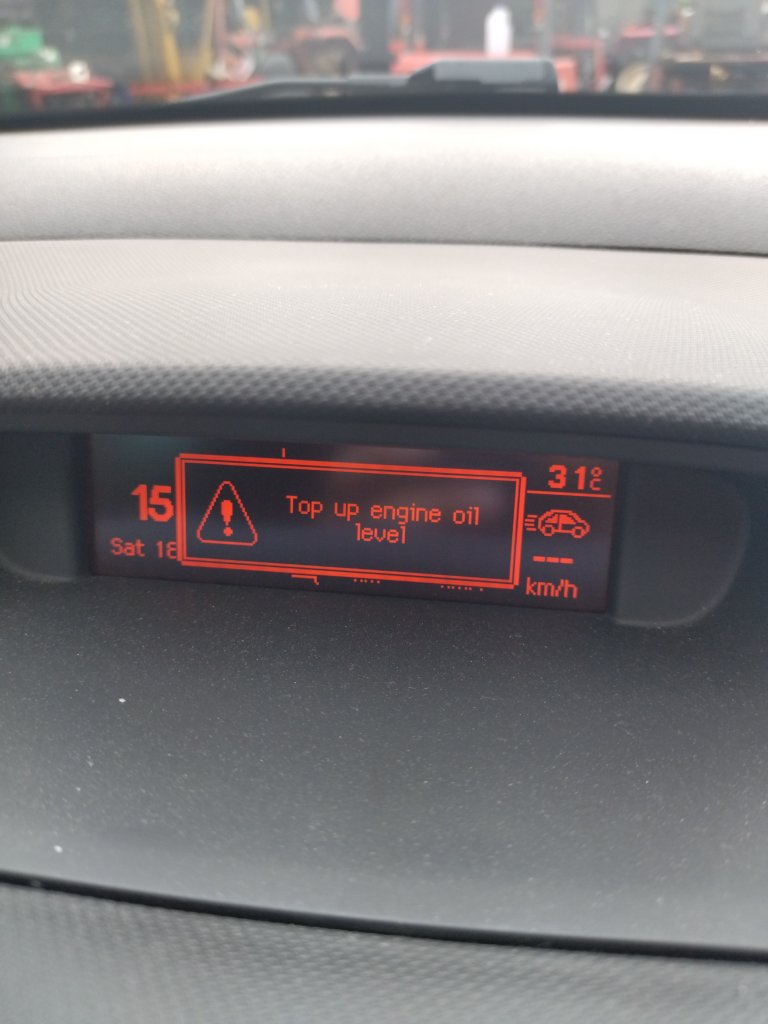 15
Sat 18
Top up engine oil
level
31°C
---
km/h